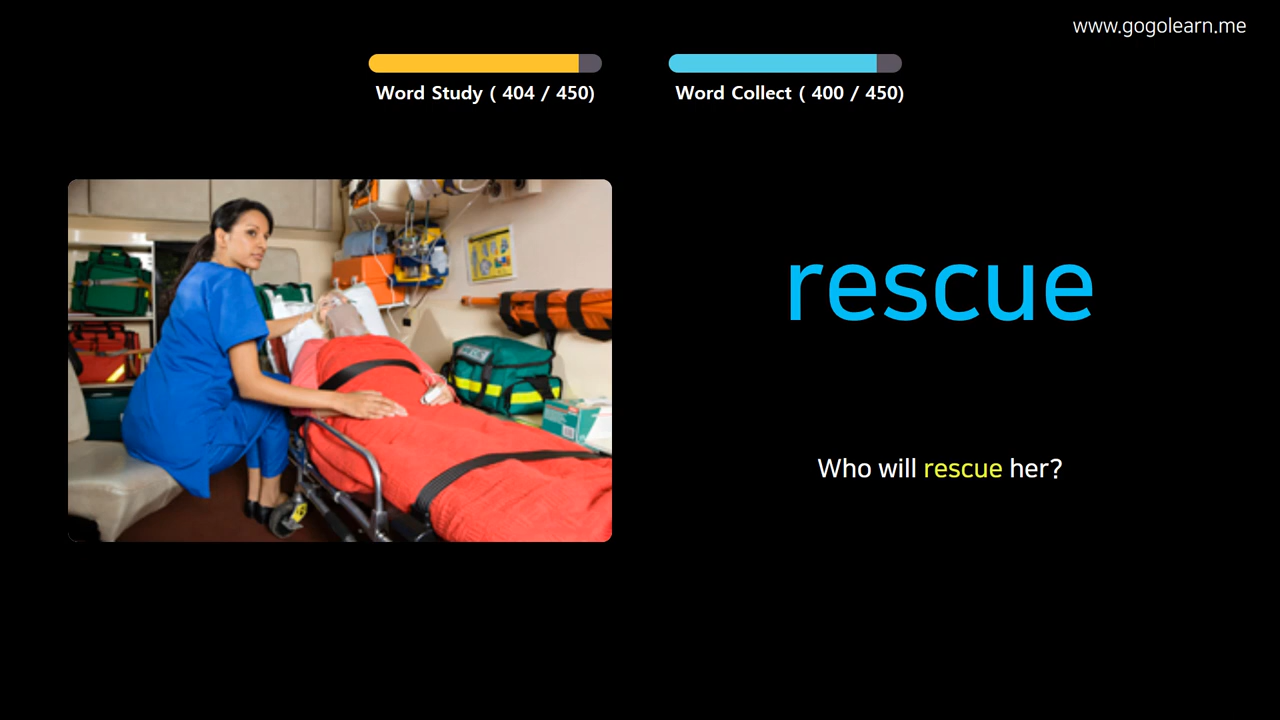 www.gogolearn.me
Word Study ( 404 / 450)
Word Collect ( 400 / 450)
rescue
Who will rescue her?